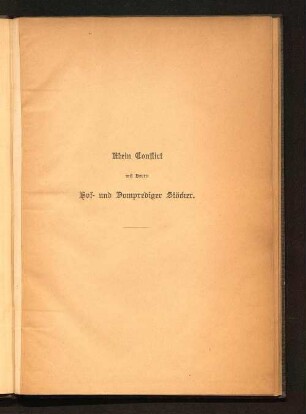 Mein Conflict
mit Herrn
Hof- und Domprediger Stöcker.